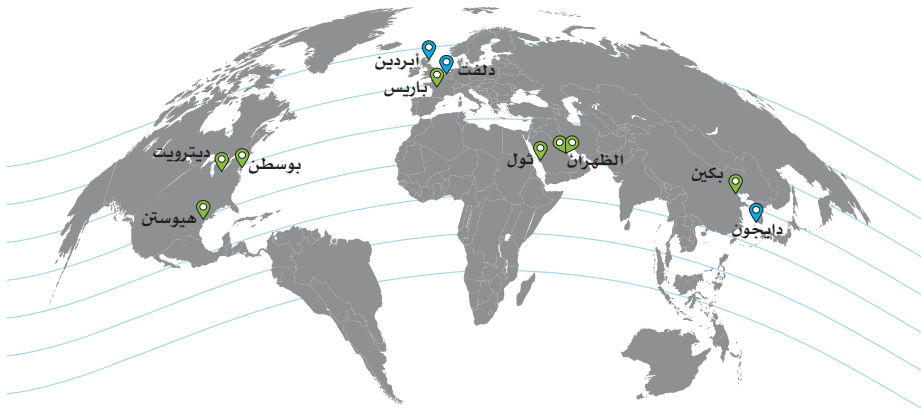 أبردين
دلفت
باريس
ديترويت
بوسطن
هيوستن
ثول
الظهران
بكين
دايجون